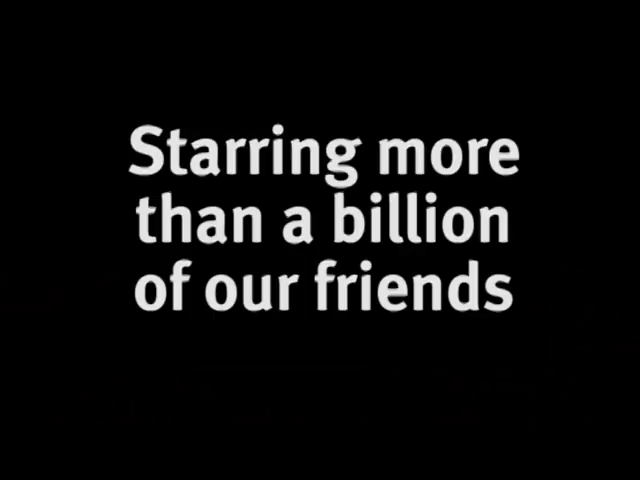 Starring more
than a billion
of our friends